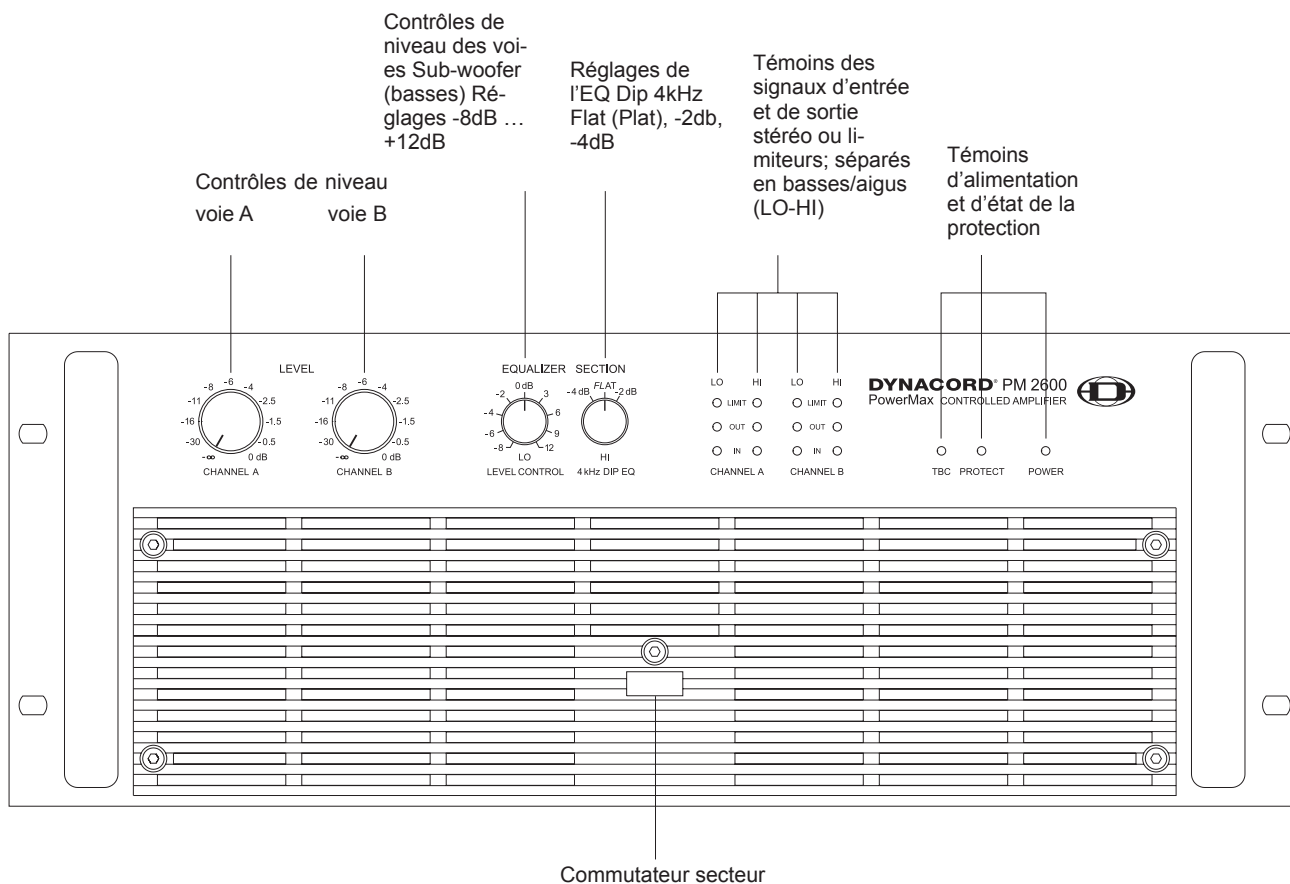 Contrôles de
niveau des voi-
es Sub-woofer
(basses) Ré-
glages -8dB …
+12dB
Réglages de
l’EQ Dip 4kHz
Flat (Plat), -2db,
-4dB
Témoins des
signaux d’entrée
et de sortie
stéréo ou li-
miteurs; séparés
en basses/aigus
(LO-HI)
Témoins
d’alimentation
et d’état de la
protection
Contrôles de niveau
voie A voie B
LEVEL
-8 -6 -4
-11 -2.5
-16 -1.5
-30 -0.5
-∞ 0 dB
CHANNEL A
-8 -6 -4
-11 -2.5
-16 -1.5
-30 -0.5
-∞ 0 dB
CHANNEL B
EQUALIZER SECTION
0 dB
-2 3
-4 6
-6 9
-8 12
LO
LEVEL CONTROL
FLAT
-4 dB -2 dB
HI
4 kHz DIP EQ
LO HI LO HI
LIMIT LIMIT
OUT OUT
IN IN
CHANNEL A CHANNEL B
DYNACORD® PM 2600
PowerMax CONTROLLED AMPLIFIER
D
TBC PROTECT POWER
Commutateur secteur